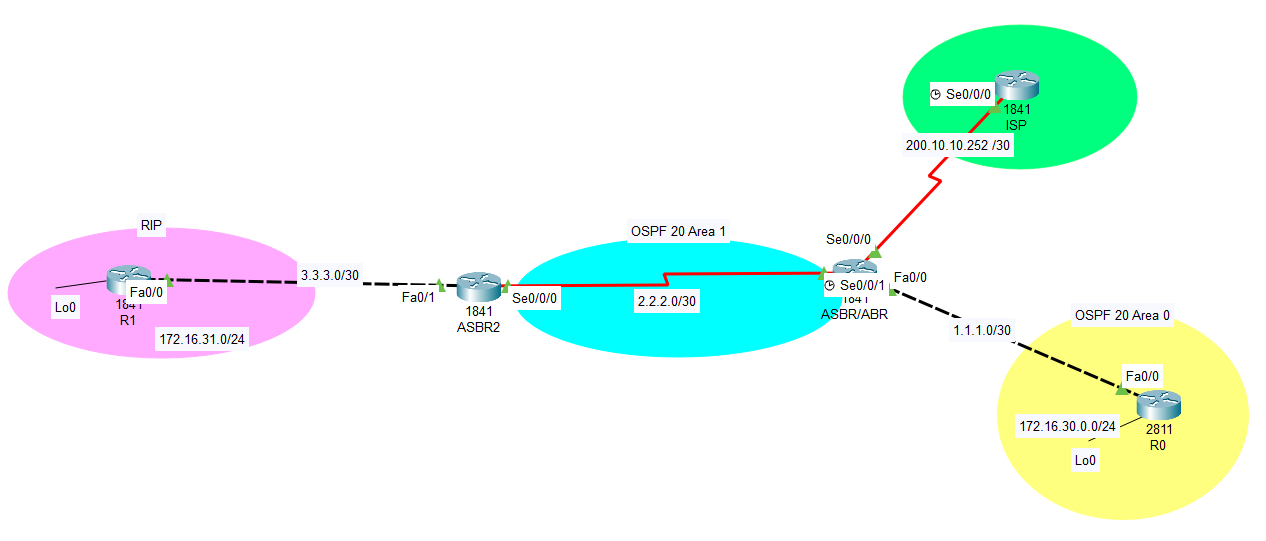 Se0/0/0
1841
ISP
200.10.10.252 /30
RIP
OSPF 20 Area 1
Se0/0/0
3.3.3.0/30
Fa0/0
Lo0
1841
R1
172.16.31.0/24
Fa0/1
1841
ASBR2
Se0/0/0
2.2.2.0/30
Fa0/0
Se0/0/1
1841
ASBR/ABR
OSPF 20 Area 0
1.1.1.0/30
Fa0/0
172.16.30.0.0/24
2811
R0
Lo0